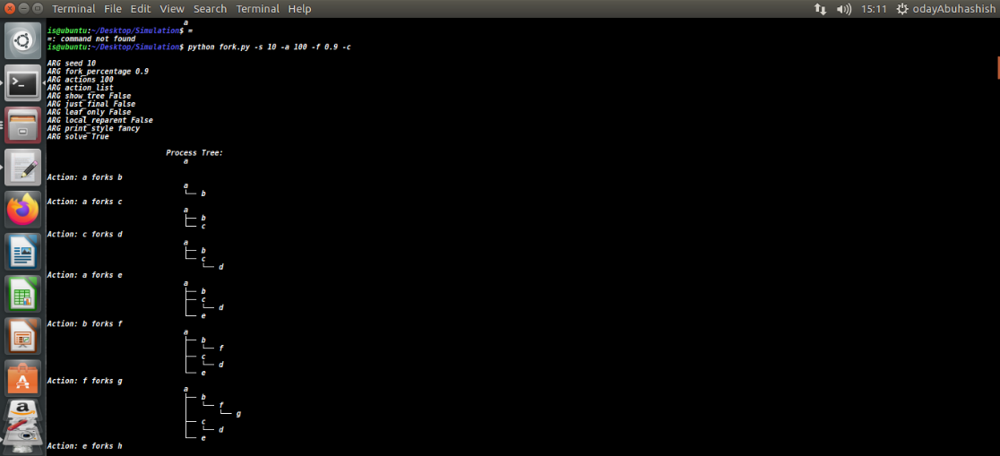 Terminal File Edit View Search Terminal Help 15:11 odayAbuhashish
a
is@ubuntu:~/Desktop/Simulation$ =
=: command not found
is@ubuntu:~/Desktop/Simulation$ python fork.py -s 10 -a 100 -f 0.9 -c
ARG seed 10
ARG fork_percentage 0.9
ARG actions 100
ARG action_list
ARG show_tree False
ARG just_final False
ARG leaf_only False
ARG local_reparent False
ARG print_style fancy
ARG solve True
Process Tree:
a
Action: a forks b
a
└─ b
Action: a forks c
a
├─ b
└─ c
Action: c forks d
a
├─ b
└─ c
└─ d
Action: a forks e
a
├─ b
├─ c
│ └─ d
└─ e
Action: b forks f
a
├─ b
│ └─ f
├─ c
│ └─ d
└─ e
Action: f forks g
a
├─ b
│ └─ f
│ └─ g
├─ c
│ └─ d
└─ e
Action: e forks h